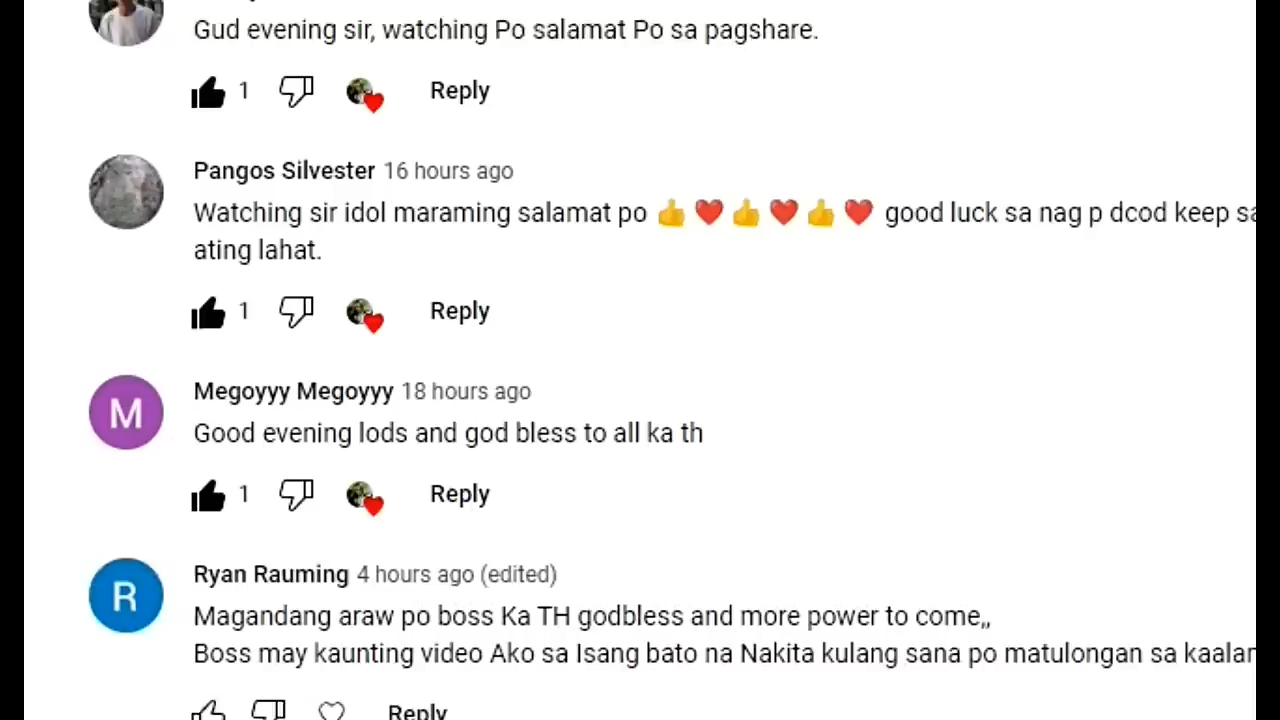 Gud evening sir, watching Po salamat Po sa pagshare.
1 Reply
Pangos Silvester 16 hours ago
Watching sir idol maraming salamat po 👍❤️👍❤️👍❤️ good luck sa nag p dcod keep
ating lahat.
1 Reply
Megoyyy Megoyyy 18 hours ago
M
Good evening lods and god bless to all ka th
1 Reply
Ryan Rauming 4 hours ago (edited)
R
Magandang araw po boss Ka TH godbless and more power to come,,
Boss may kaunting video Ako sa Isang bato na Nakita kulang sana po matulongan sa
Reply